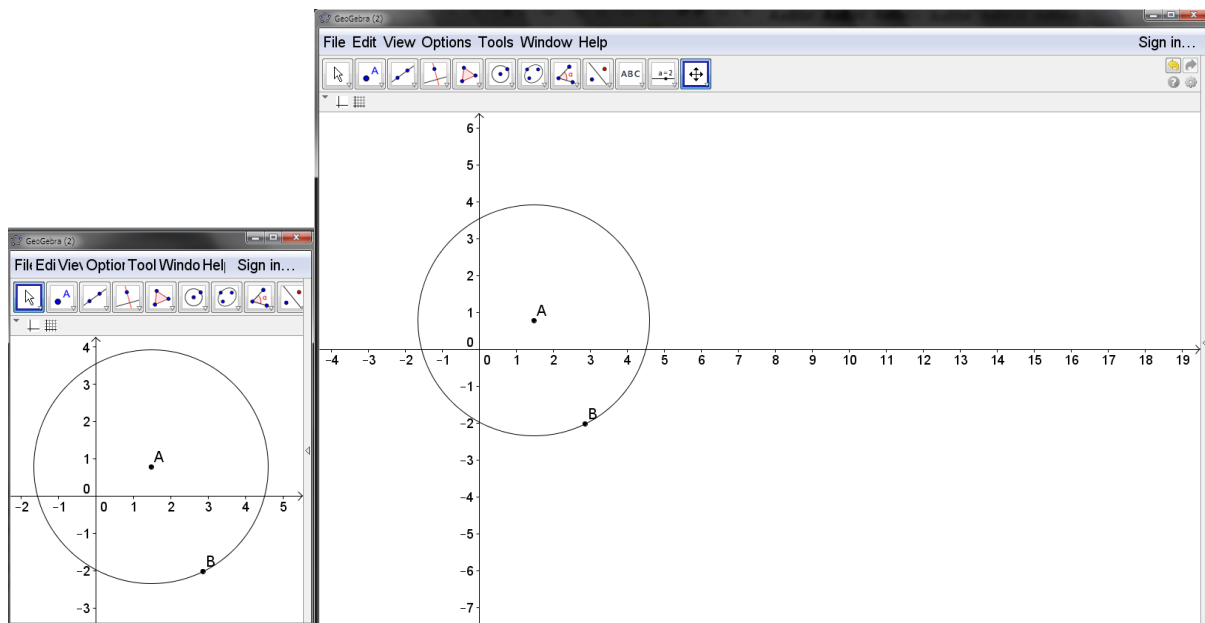 GeoGebra (2)
File Edit View Options Tools Window Help Sign in...
A ABC a=2
6
5
4
3
2
A
1
0
-4 -3 -2 -1 0 1 2 3 4 5 6 7 8 9 10 11 12 13 14 15 16 17 18 19
-1
B
-2
-3
-4
-5
-6
-7
GeoGebra (2)
File Edi Viev Option Tool Windo Hel Sign in...
A
4
3
2
1 A
0
-2 -1 0 1 2 3 4 5
-1
B
-2
-3